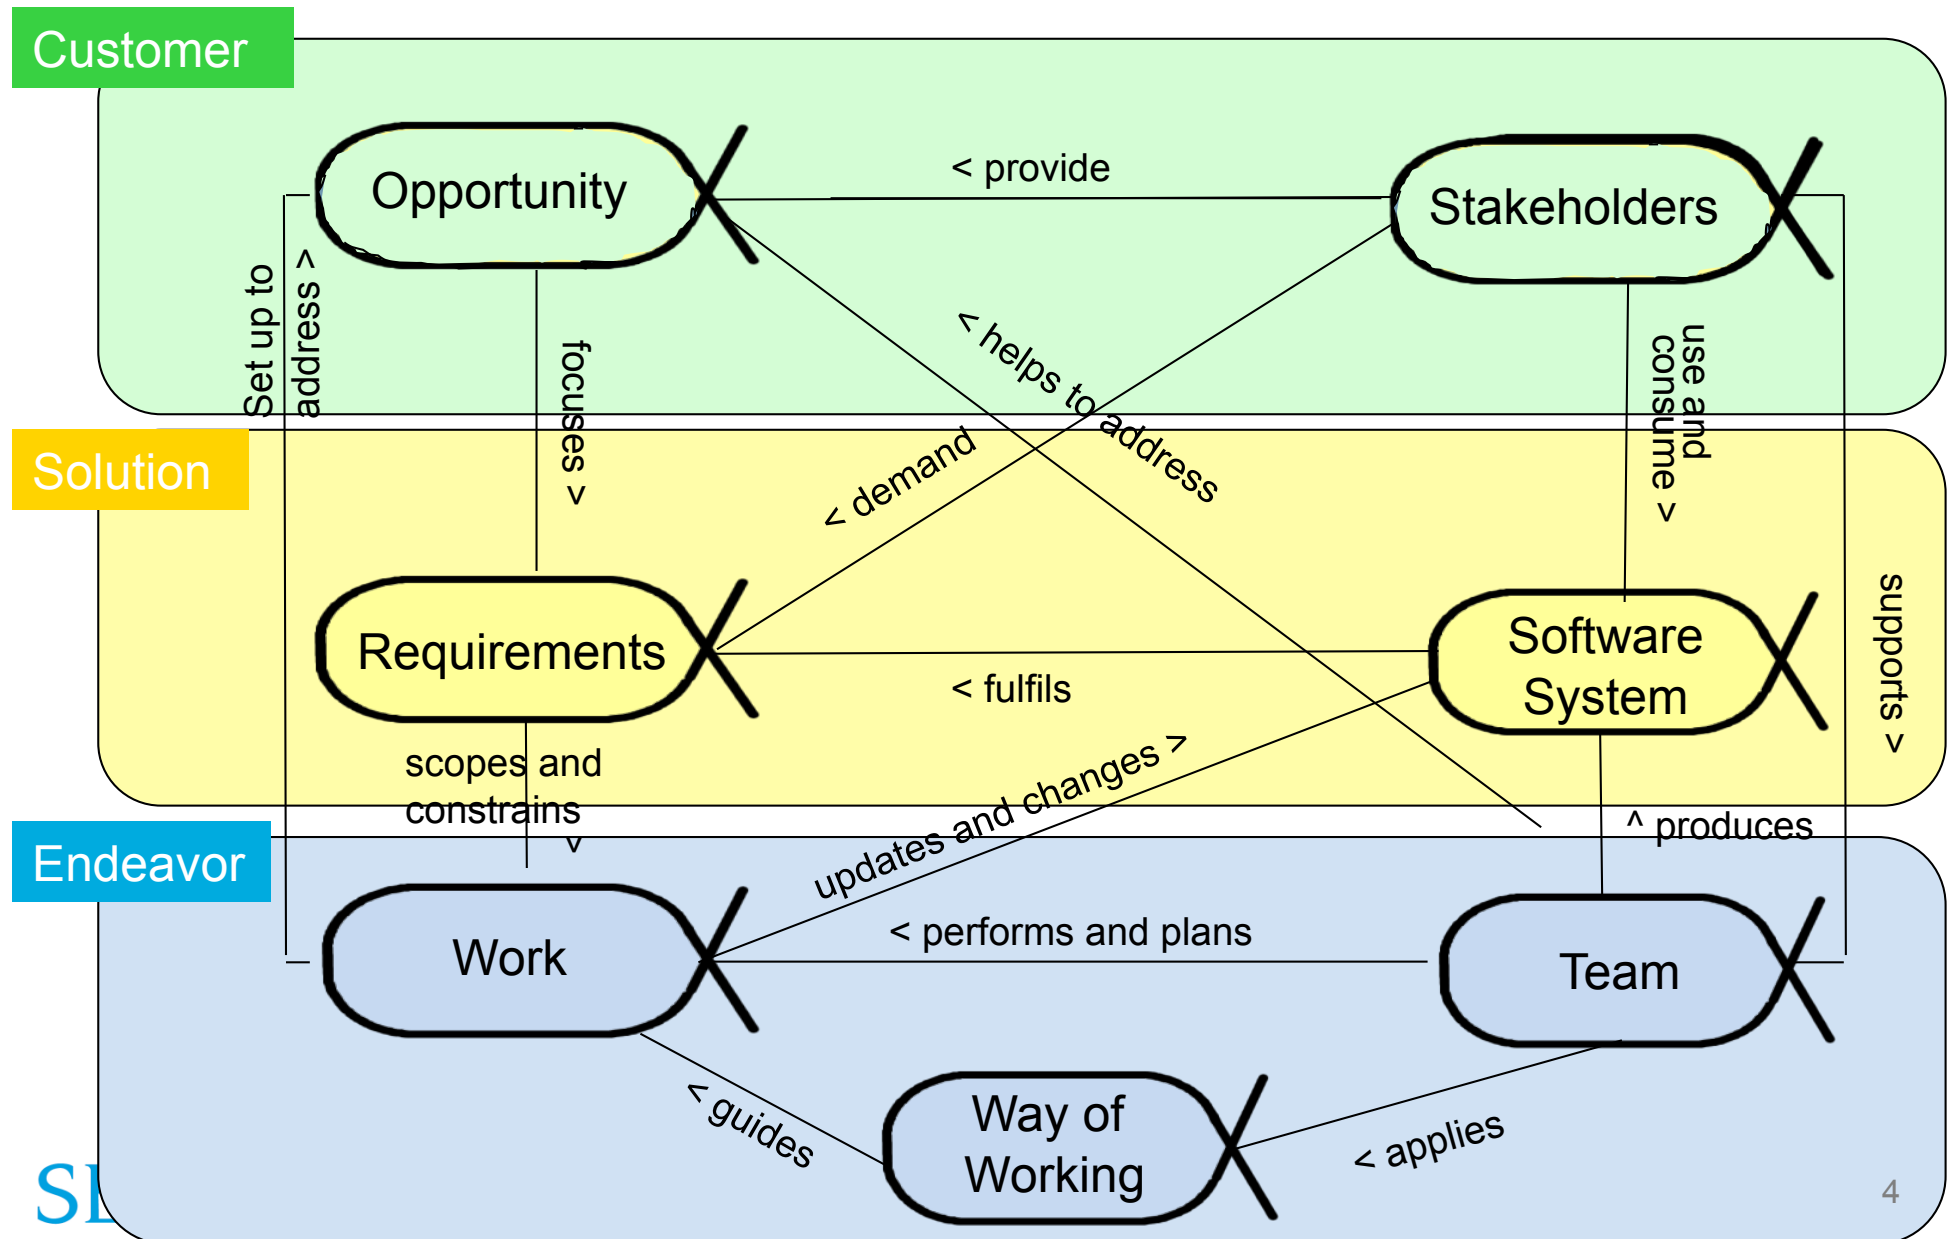 Customer
Opportunity
< provide
Stakeholders
Set up to
address >
focuses >
< helps to address
< demand
use and
consume >
Solution
Requirements
< fulfils
Software
System
supports >
scopes and
constrains
>
updates and changes >
^ produces
Endeavor
Work
< performs and plans
Team
< guides
Way of
Working
< applies
4